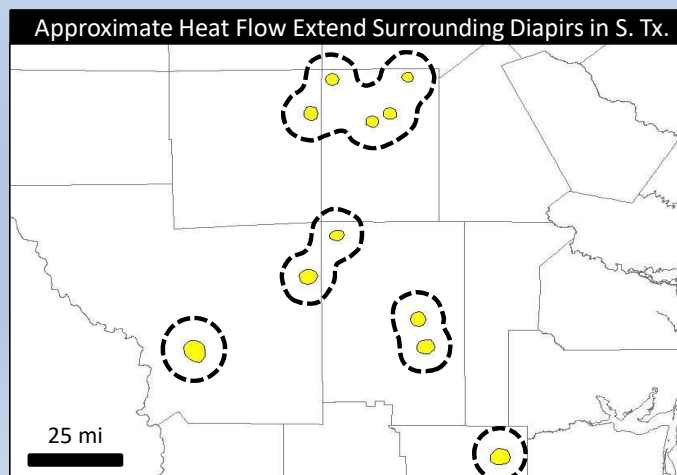 Approximate Heat Flow Extend Surrounding Diapirs in S. Tx.
25 mi